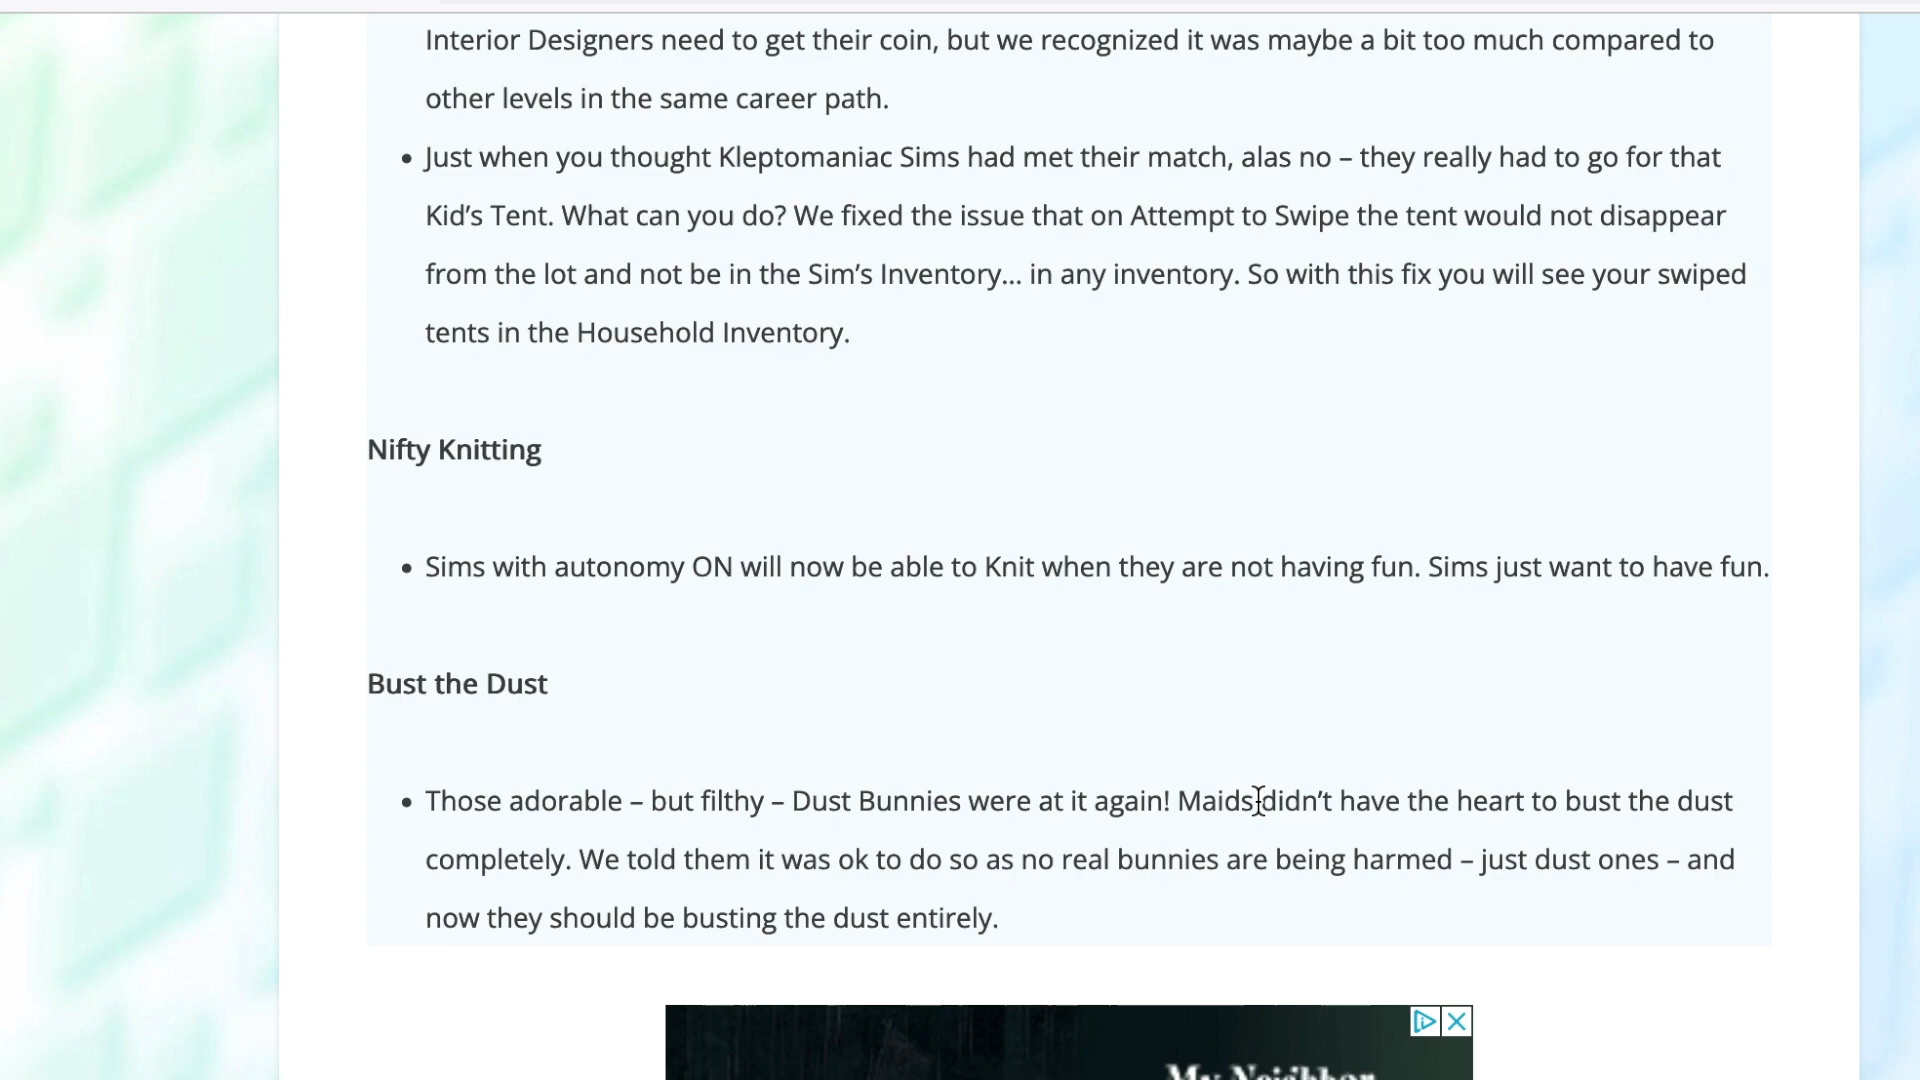 Interior Designers need to get their coin, but we recognized it was maybe a bit too much compared to
other levels in the same career path.
• Just when you thought Kleptomaniac Sims had met their match, alas no – they really had to go for that
Kid’s Tent. What can you do? We fixed the issue that on Attempt to Swipe the tent would not disappear
from the lot and not be in the Sim’s Inventory… in any inventory. So with this fix you will see your swiped
tents in the Household Inventory.
Nifty Knitting
• Sims with autonomy ON will now be able to Knit when they are not having fun. Sims just want to have fun.
Bust the Dust
• Those adorable – but filthy – Dust Bunnies were at it again! Maids didn’t have the heart to bust the dust
completely. We told them it was ok to do so as no real bunnies are being harmed – just dust ones – and
now they should be busting the dust entirely.
My Neighbor